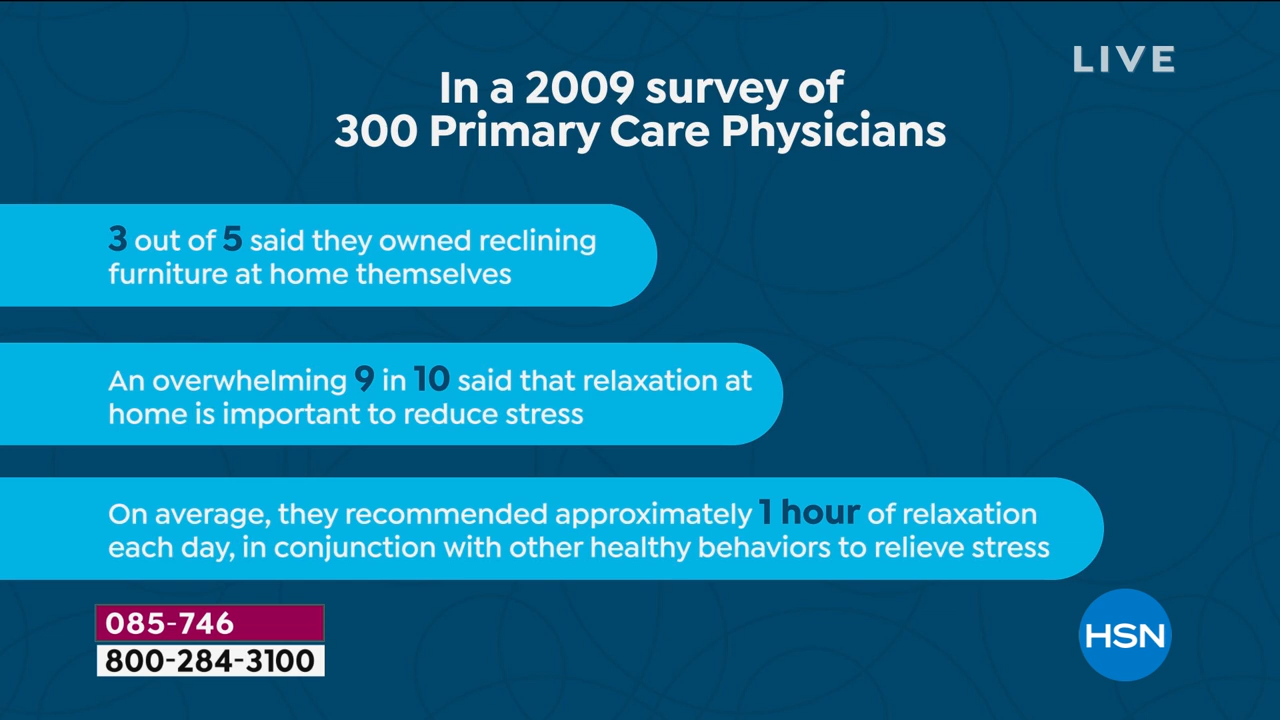 LIVE
In a 2009 survey of
300 Primary Care Physicians
3 out of 5 said they owned reclining
furniture at home themselves
An overwhelming 9 in 10 said that relaxation at
home is important to reduce stress
On average, they recommended approximately 1 hour of relaxation
each day, in conjunction with other healthy behaviors to relieve stress
085-746
800-284-3100
HSN